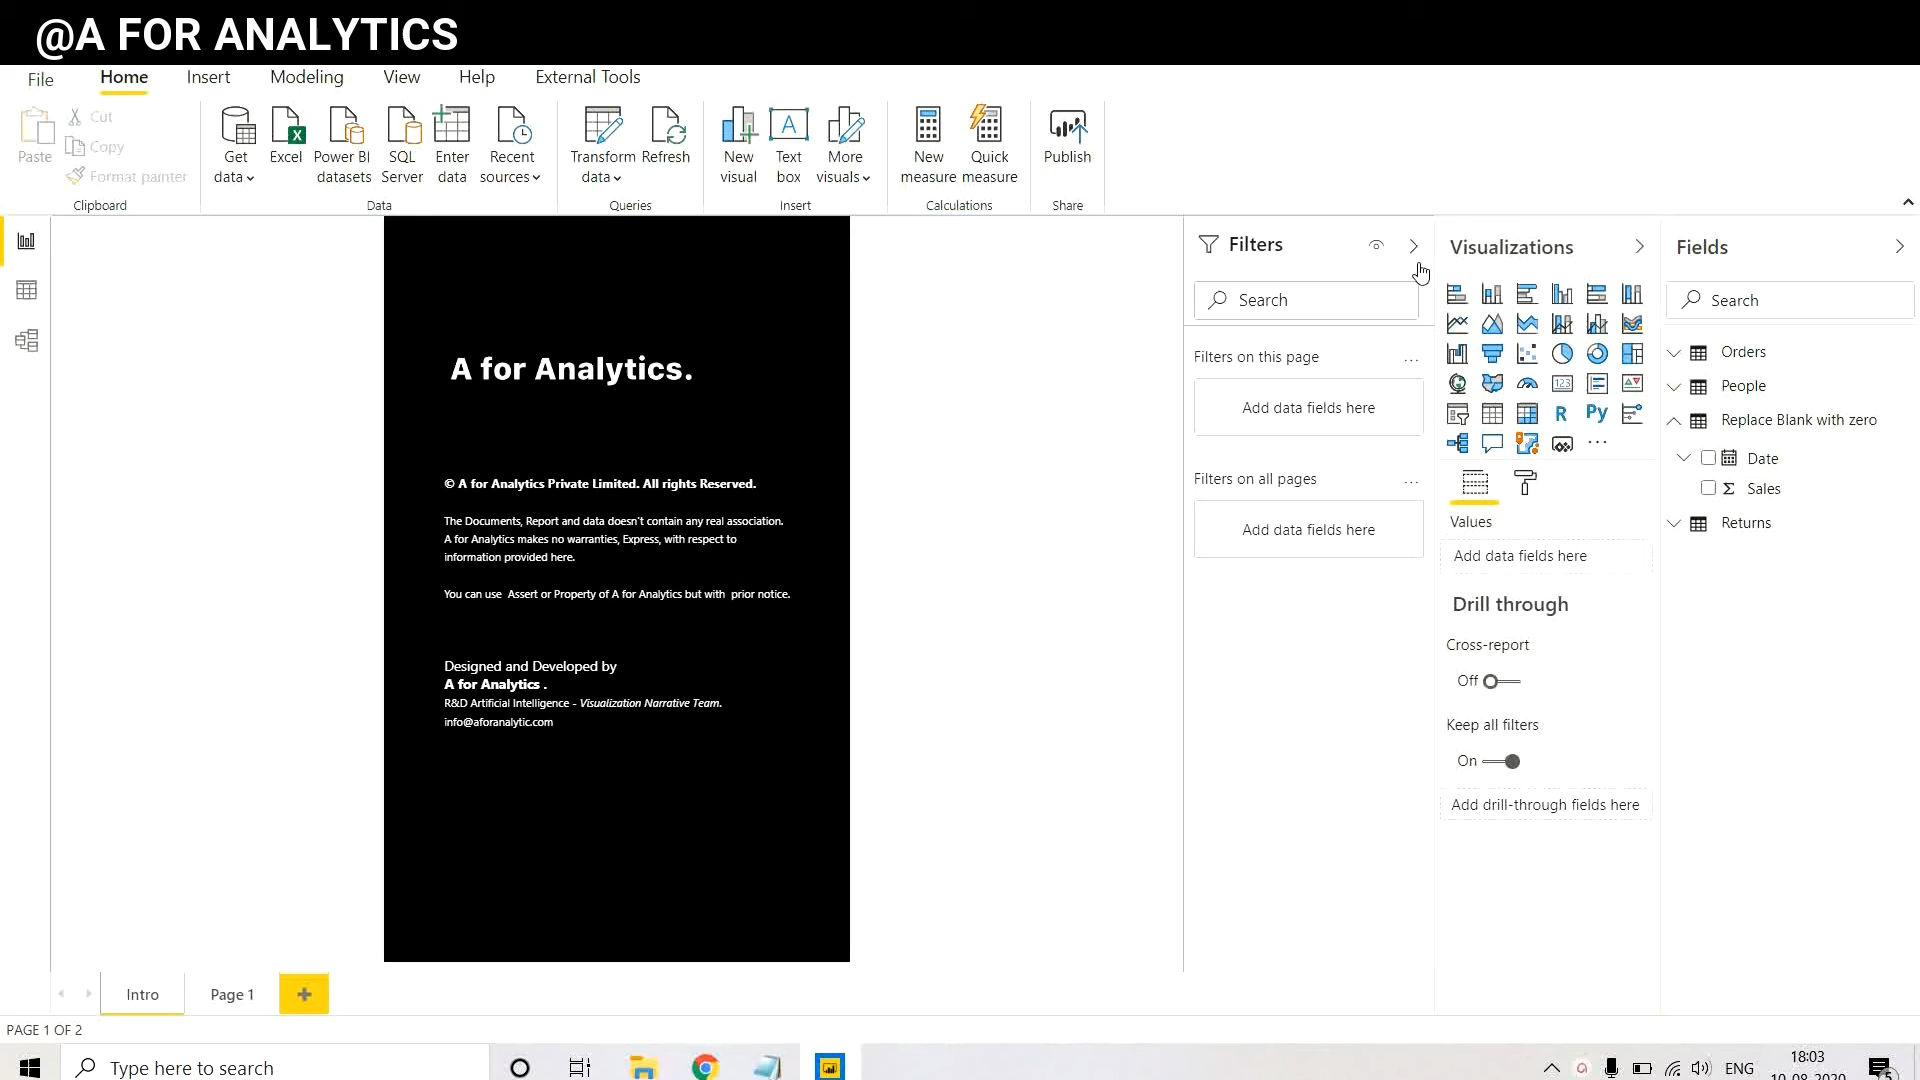 @A FOR ANALYTICS
File Home Insert Modeling View Help External Tools
Paste
Cut
Copy
Format painter
Clipboard
Get data
Excel
Power BI datasets
SQL Server
Enter data
Recent sources
Data
Transform data
Refresh
Queries
New visual
Text box
More visuals
Insert
New measure
Quick measure
Calculations
Publish
Share
A for Analytics.
© A for Analytics Private Limited. All rights Reserved.
The Documents, Report and data doesn't contain any real association.
A for Analytics makes no warranties, Express, with respect to
information provided here.
You can use Assert or Property of A for Analytics but with prior notice.
Designed and Developed by
A for Analytics .
R&D Artificial Intelligence - Visualization Narrative Team.
info@aforanalytic.com
Filters
Search
Filters on this page ...
Add data fields here
Filters on all pages ...
Add data fields here
Visualizations
123
R Py
...
Values
Add data fields here
Drill through
Cross-report
Off
Keep all filters
On
Add drill-through fields here
Fields
Search
Orders
People
Replace Blank with zero
Date
Σ Sales
Returns
Intro Page 1 +
PAGE 1 OF 2
Type here to search
ENG
18:03
10-08-2020
5